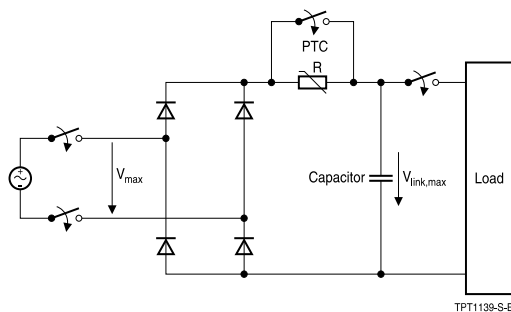 PTC
R
V_max
Capacitor
V_link,max
Load
TPT1139-S-E